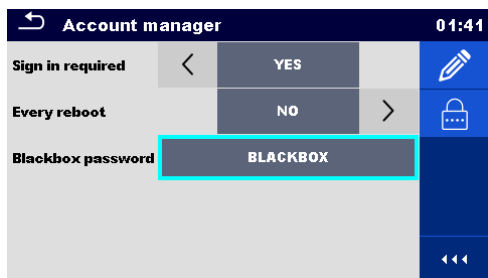 Account manager 01:41
Sign in required YES
Every reboot NO
Blackbox password BLACKBOX